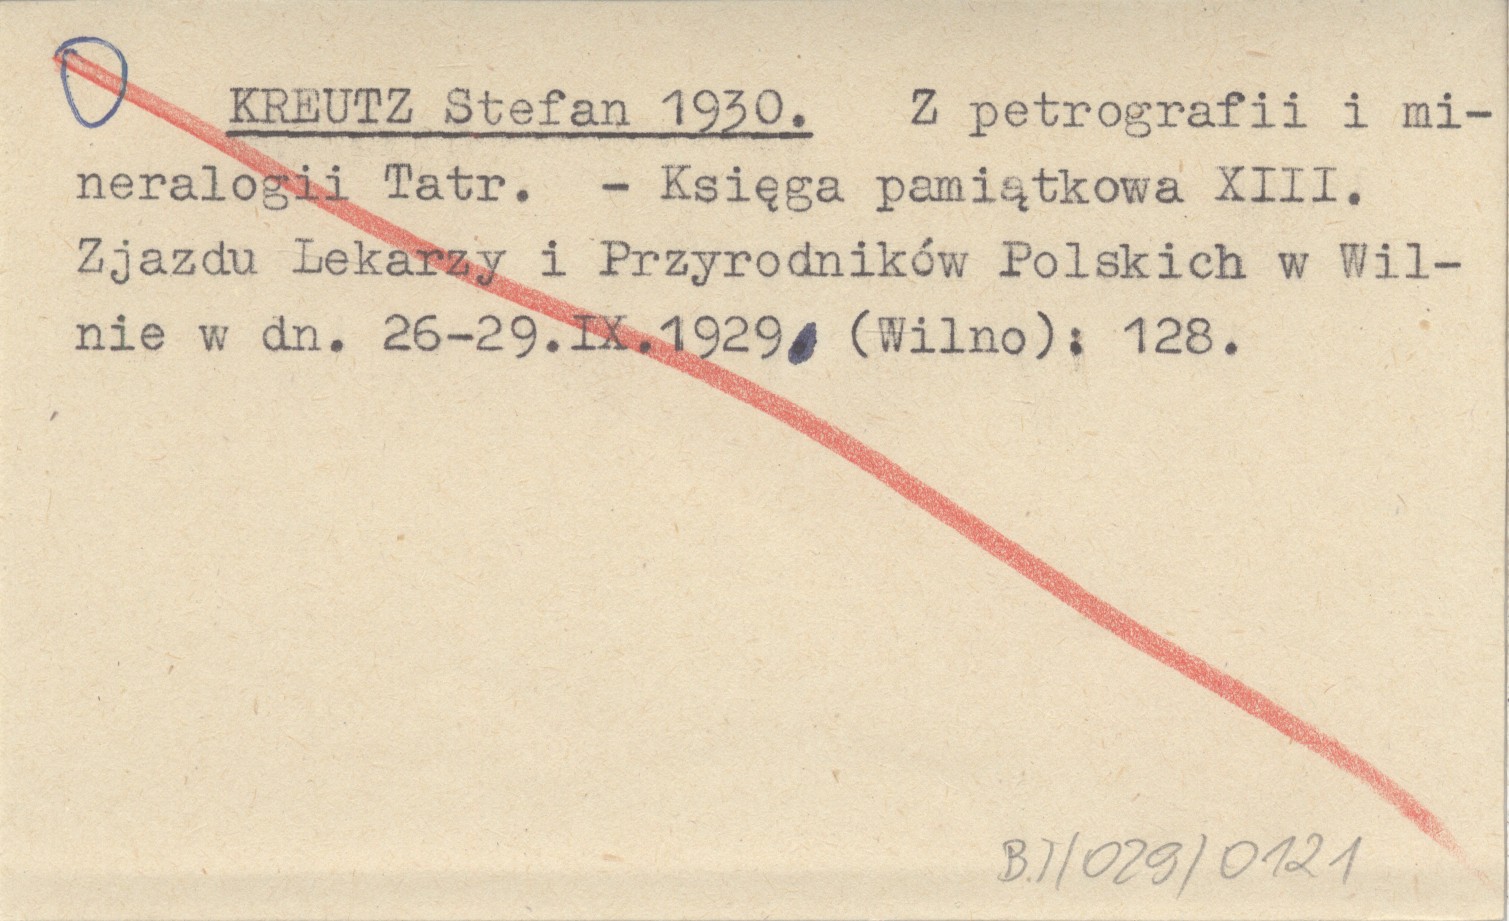 KREUTZ Stefan 1930. Z petrografii i mi-
neralogii Tatr. - Księga pamiątkowa XIII.
Zjazdu Lekarzy i Przyrodników Polskich w Wil-
nie w dn. 26-29.IX.1929, (Wilno): 128.
B.T/029/0121